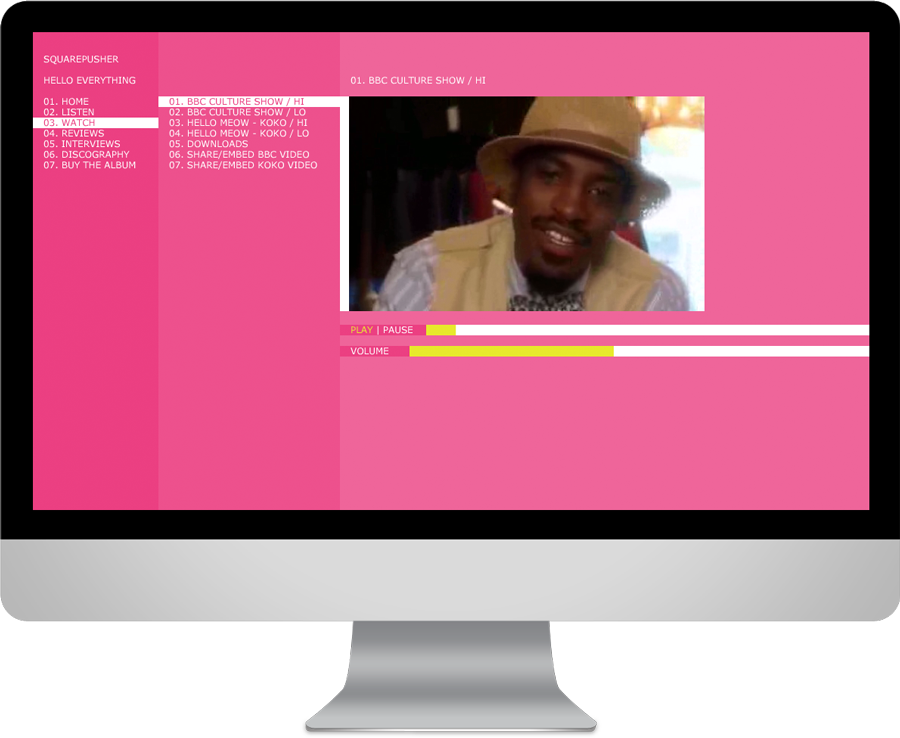 SQUAREPUSHER
HELLO EVERYTHING
01. HOME
02. LISTEN
03. WATCH
04. REVIEWS
05. INTERVIEWS
06. DISCOGRAPHY
07. BUY THE ALBUM
01. BBC CULTURE SHOW / HI
02. BBC CULTURE SHOW / LO
03. HELLO MEOW - KOKO / HI
04. HELLO MEOW - KOKO / LO
05. DOWNLOADS
06. SHARE/EMBED BBC VIDEO
07. SHARE/EMBED KOKO VIDEO
01. BBC CULTURE SHOW / HI
PLAY | PAUSE
VOLUME